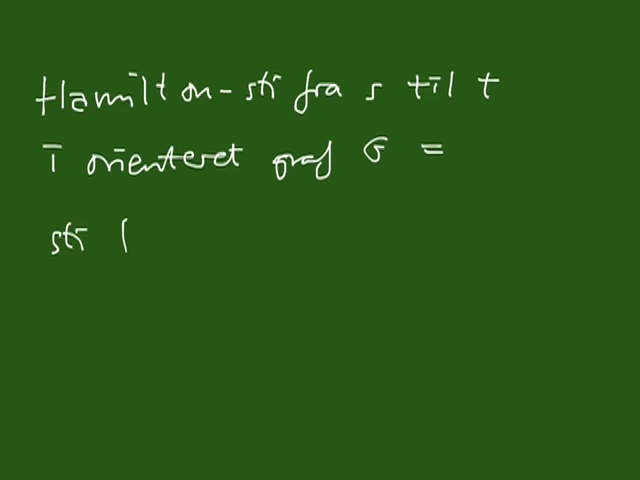 Hamilton-sti fra s til t
i orienteret graf G =
sti (